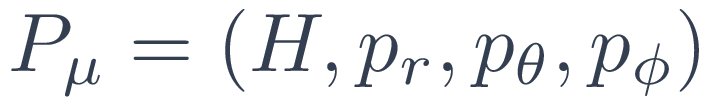 P_μ = (H, p_r, p_θ, p_ϕ)